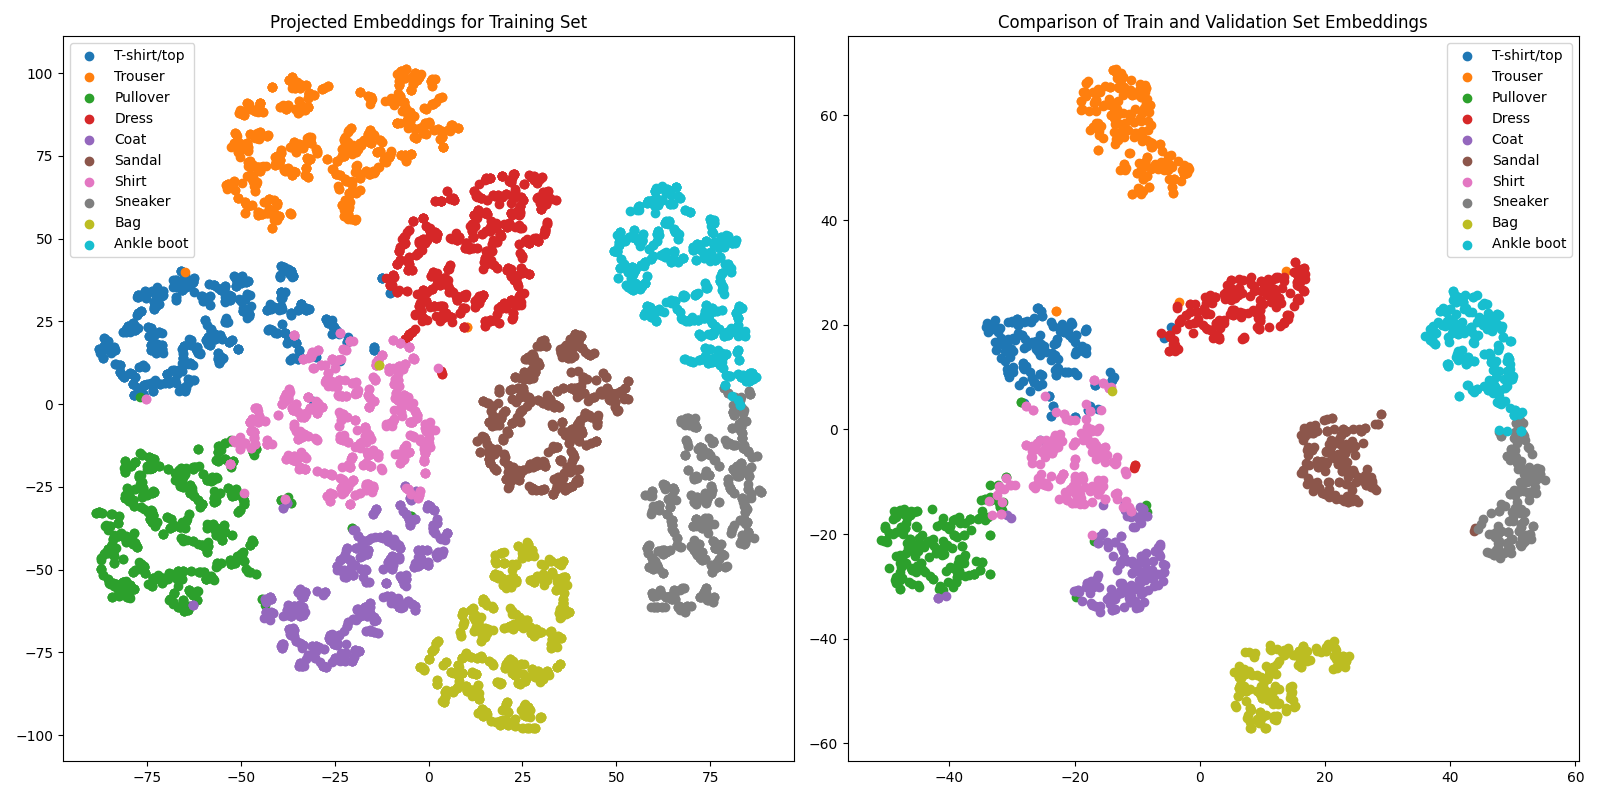 Projected Embeddings for Training Set
T-shirt/top
Trouser
Pullover
Dress
Coat
Sandal
Shirt
Sneaker
Bag
Ankle boot
100
75
50
25
0
−25
−50
−75
−100
−75
−50
−25
0
25
50
75
Comparison of Train and Validation Set Embeddings
T-shirt/top
Trouser
Pullover
Dress
Coat
Sandal
Shirt
Sneaker
Bag
Ankle boot
60
40
20
0
−20
−40
−60
−40
−20
0
20
40
60